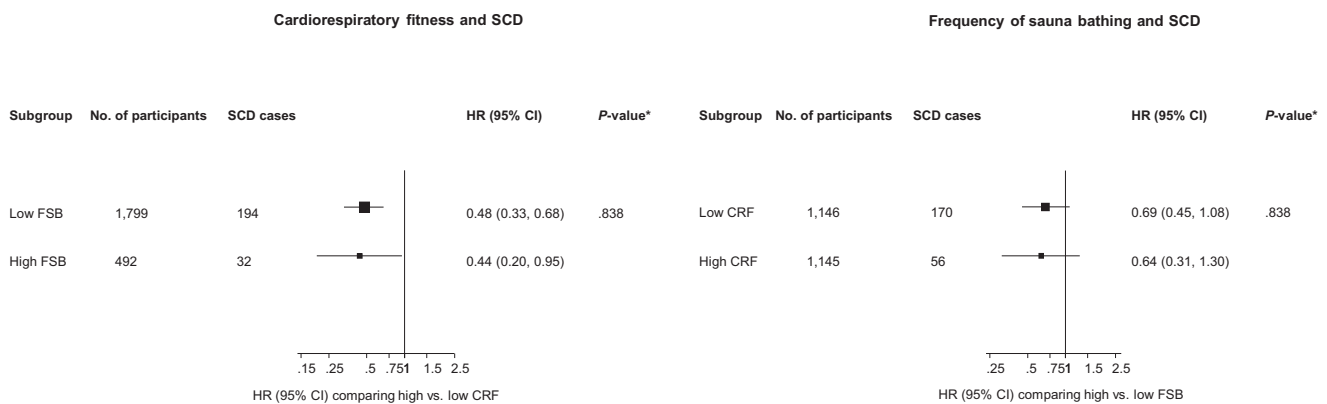 Cardiorespiratory fitness and SCD
Subgroup No. of participants SCD cases HR (95% CI) P-value*
Low FSB 1,799 194 0.48 (0.33, 0.68) .838
High FSB 492 32 0.44 (0.20, 0.95)
.15 .25 .5 .75 1 1.5 2.5
HR (95% CI) comparing high vs. low CRF
Frequency of sauna bathing and SCD
Subgroup No. of participants SCD cases HR (95% CI) P-value*
Low CRF 1,146 170 0.69 (0.45, 1.08) .838
High CRF 1,145 56 0.64 (0.31, 1.30)
.25 .5 .75 1 1.5 2.5
HR (95% CI) comparing high vs. low FSB